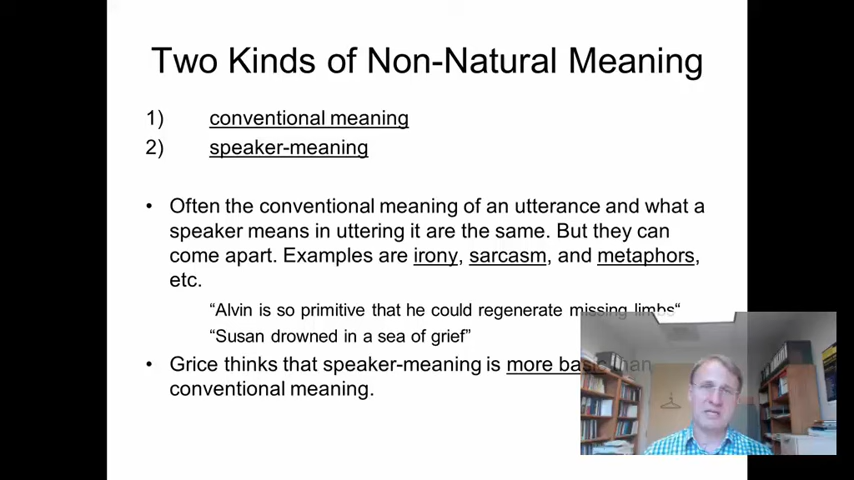 Two Kinds of Non-Natural Meaning
1) conventional meaning
2) speaker-meaning
• Often the conventional meaning of an utterance and what a
speaker means in uttering it are the same. But they can
come apart. Examples are irony, sarcasm, and metaphors,
etc.
“Alvin is so primitive that he could regenerate missing limbs“
“Susan drowned in a sea of grief”
• Grice thinks that speaker-meaning is more basic than
conventional meaning.